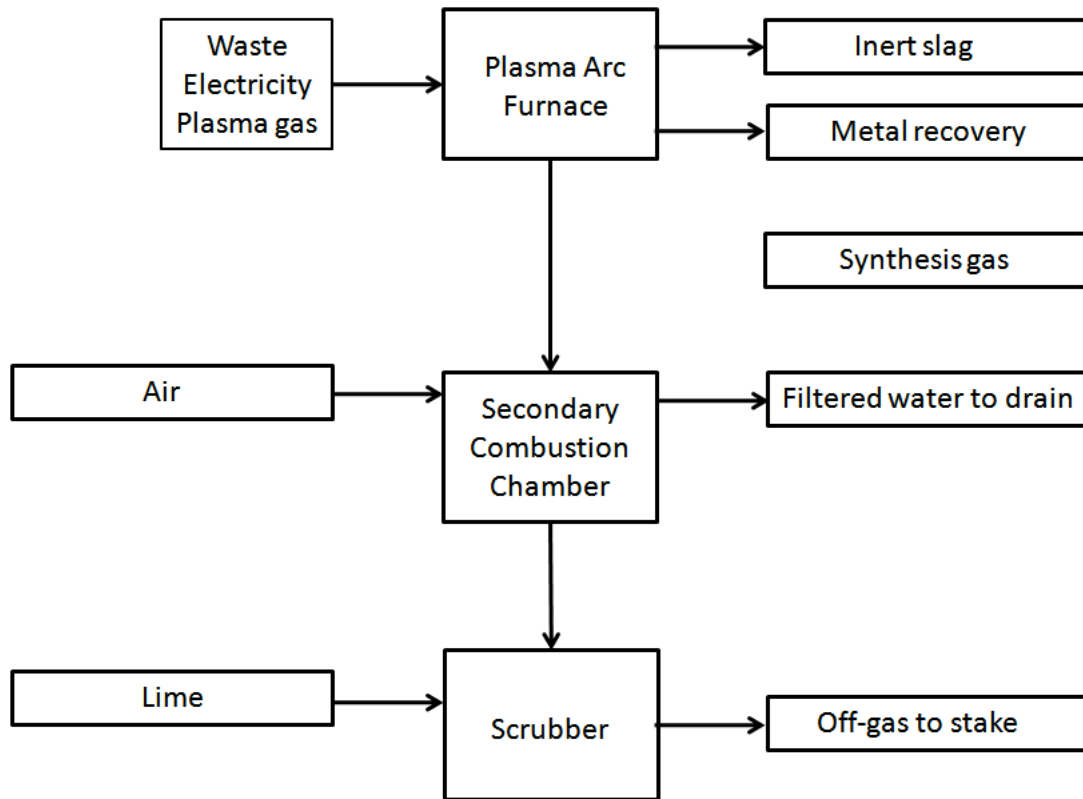 Waste
Electricity
Plasma gas
Plasma Arc
Furnace
Inert slag
Metal recovery
Synthesis gas
Air
Secondary
Combustion
Chamber
Filtered water to drain
Lime
Scrubber
Off-gas to stake